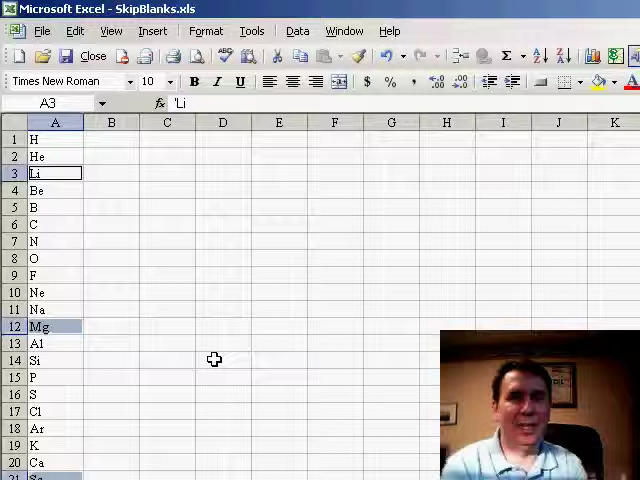 Microsoft Excel - SkipBlanks.xls
File Edit View Insert Format Tools Data Window Help
Close
Times New Roman 10 B I U $ % ,
A3 fx 'Li
A B C D E F G H I J K
1 H
2 He
3 Li
4 Be
5 B
6 C
7 N
8 O
9 F
10 Ne
11 Na
12 Mg
13 Al
14 Si
15 P
16 S
17 Cl
18 Ar
19 K
20 Ca
21 Sc